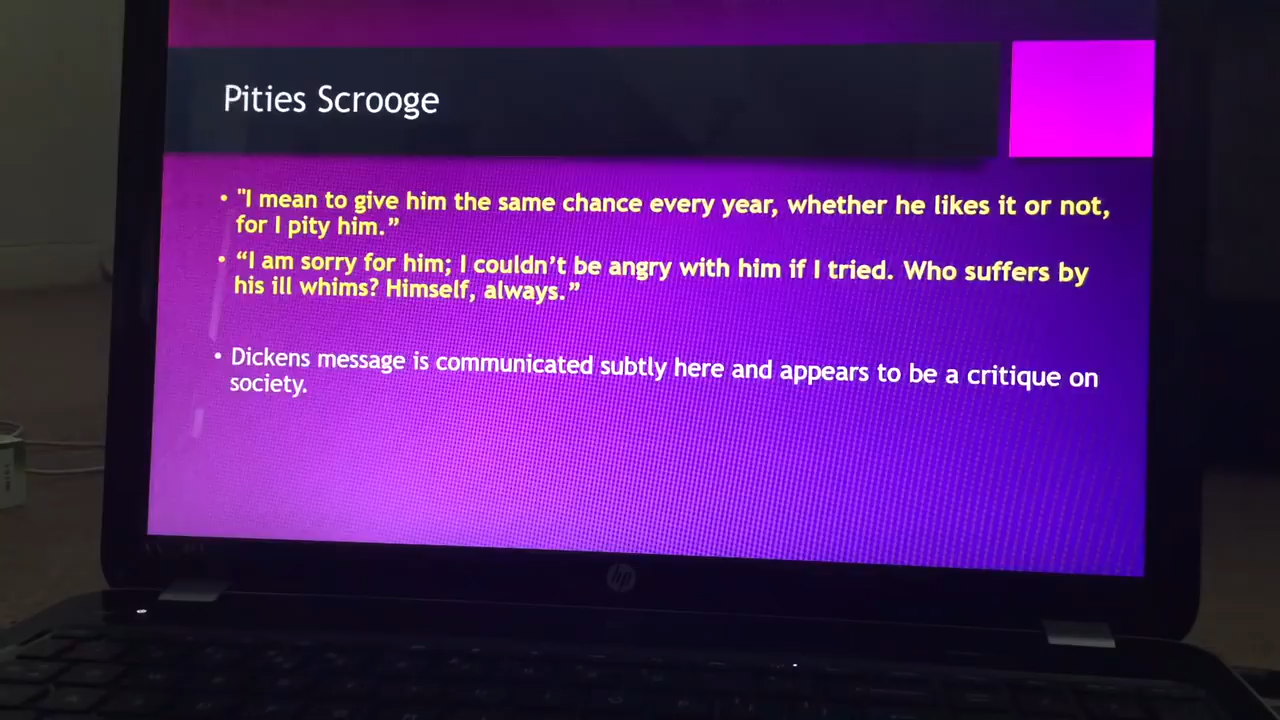 Pities Scrooge
• "I mean to give him the same chance every year, whether he likes it or not,
for I pity him.”
• “I am sorry for him; I couldn’t be angry with him if I tried. Who suffers by
his ill whims? Himself, always.”
• Dickens message is communicated subtly here and appears to be a critique on
society.
hp